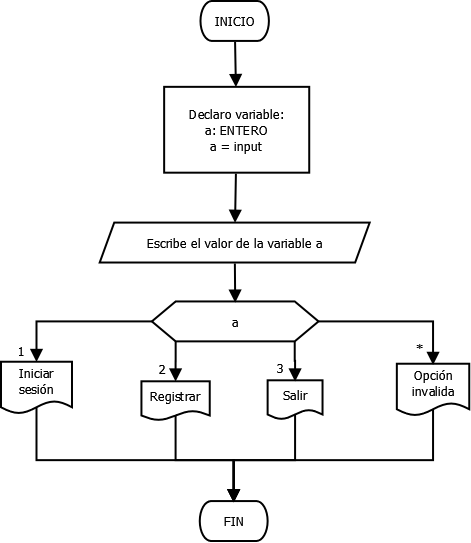 INICIO
Declaro variable:
a: ENTERO
a = input
Escribe el valor de la variable a
a
1
2
3
*
Iniciar
sesión
Registrar
Salir
Opción
invalida
FIN